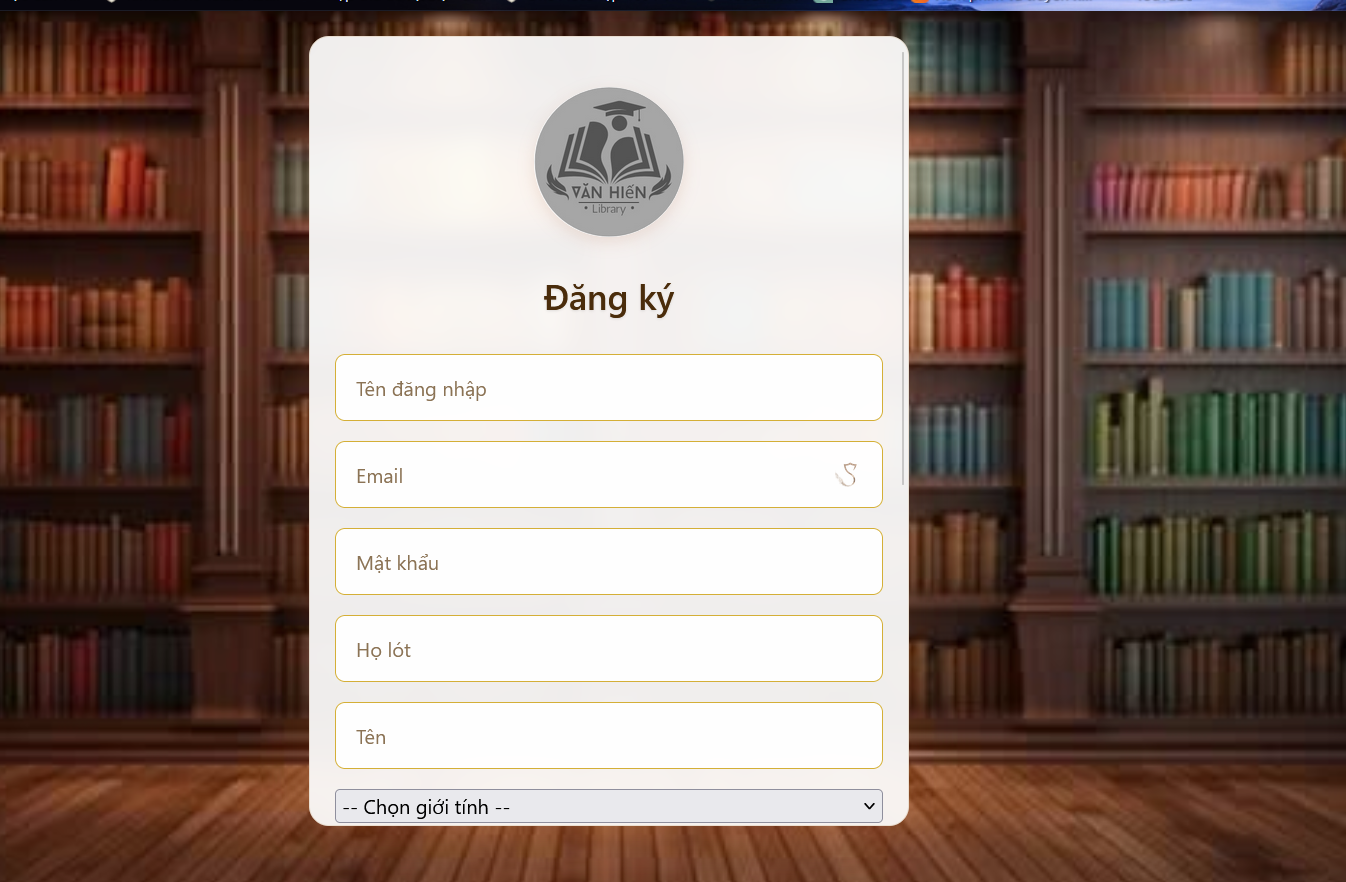 VĂN HIẾN
• Library •
Đăng ký
Tên đăng nhập
Email
Mật khẩu
Họ lót
Tên
-- Chọn giới tính --